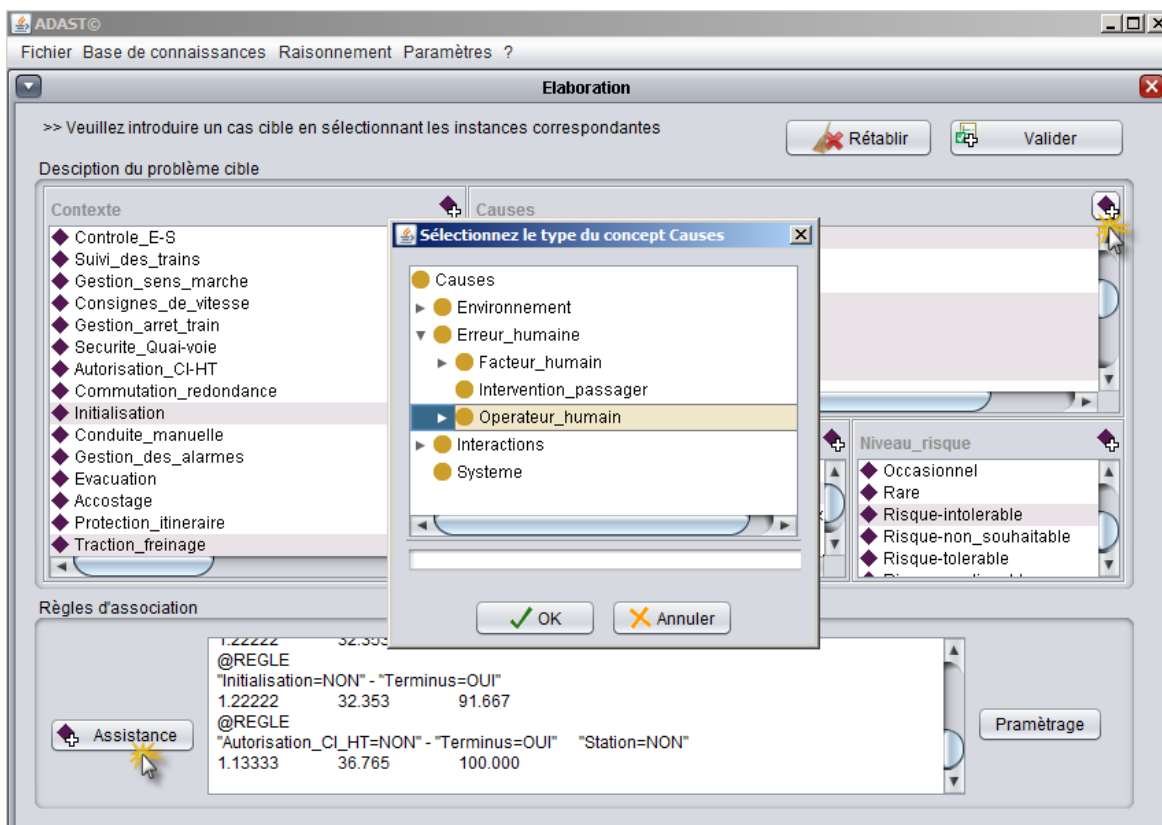 ADAST©
Fichier Base de connaissances Raisonnement Paramètres ?
Elaboration
>> Veuillez introduire un cas cible en sélectionnant les instances correspondantes
Rétablir
Valider
Desciption du problème cible
Contexte
Controle_E-S
Suivi_des_trains
Gestion_sens_marche
Consignes_de_vitesse
Gestion_arret_train
Securite_Quai-voie
Autorisation_CI-HT
Commutation_redondance
Initialisation
Conduite_manuelle
Gestion_des_alarmes
Evacuation
Accostage
Protection_itineraire
Traction_freinage
Causes
Sélectionnez le type du concept Causes
Causes
Environnement
Erreur_humaine
Facteur_humain
Intervention_passager
Operateur_humain
Interactions
Systeme
OK
Annuler
Niveau_risque
Occasionnel
Rare
Risque-intolerable
Risque-non_souhaitable
Risque-tolerable
Règles d'association
Assistance
1.22222 32.353
@REGLE
"Initialisation=NON" - "Terminus=OUI"
1.22222 32.353 91.667
@REGLE
"Autorisation_CI_HT=NON" - "Terminus=OUI" "Station=NON"
1.13333 36.765 100.000
Pramètrage